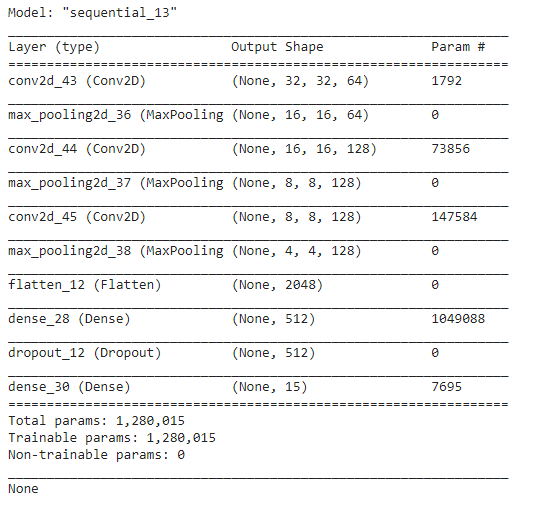 Model: "sequential_13"
_________________________________________________________________
Layer (type)                 Output Shape              Param #
=================================================================
conv2d_43 (Conv2D)           (None, 32, 32, 64)        1792
_________________________________________________________________
max_pooling2d_36 (MaxPooling (None, 16, 16, 64)        0
_________________________________________________________________
conv2d_44 (Conv2D)           (None, 16, 16, 128)       73856
_________________________________________________________________
max_pooling2d_37 (MaxPooling (None, 8, 8, 128)         0
_________________________________________________________________
conv2d_45 (Conv2D)           (None, 8, 8, 128)         147584
_________________________________________________________________
max_pooling2d_38 (MaxPooling (None, 4, 4, 128)         0
_________________________________________________________________
flatten_12 (Flatten)         (None, 2048)              0
_________________________________________________________________
dense_28 (Dense)             (None, 512)               1049088
_________________________________________________________________
dropout_12 (Dropout)         (None, 512)               0
_________________________________________________________________
dense_30 (Dense)             (None, 15)                7695
=================================================================
Total params: 1,280,015
Trainable params: 1,280,015
Non-trainable params: 0
_________________________________________________________________
None